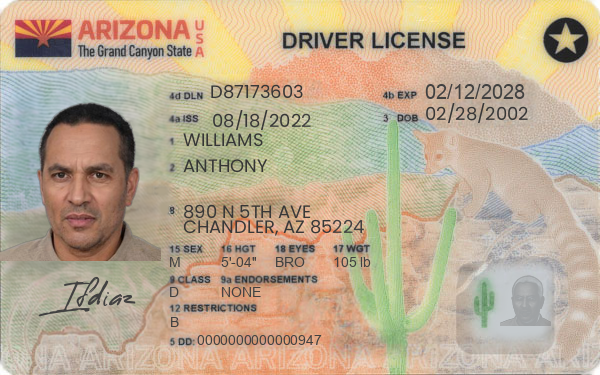 ARIZONA USA
The Grand Canyon State
DRIVER LICENSE
4d DLN D87173603 4b EXP 02/12/2028
4a ISS 08/18/2022 3 DOB 02/28/2002
1 WILLIAMS
2 ANTHONY
8 890 N 5TH AVE
CHANDLER, AZ 85224
15 SEX 16 HGT 18 EYES 17 WGT
M 5'-04" BRO 105 lb
9 CLASS 9a ENDORSEMENTS
D NONE
12 RESTRICTIONS
B
5 DD: 0000000000000947
Ifdiaz
ARIZONA ARIZONA ARIZONA ARIZONA